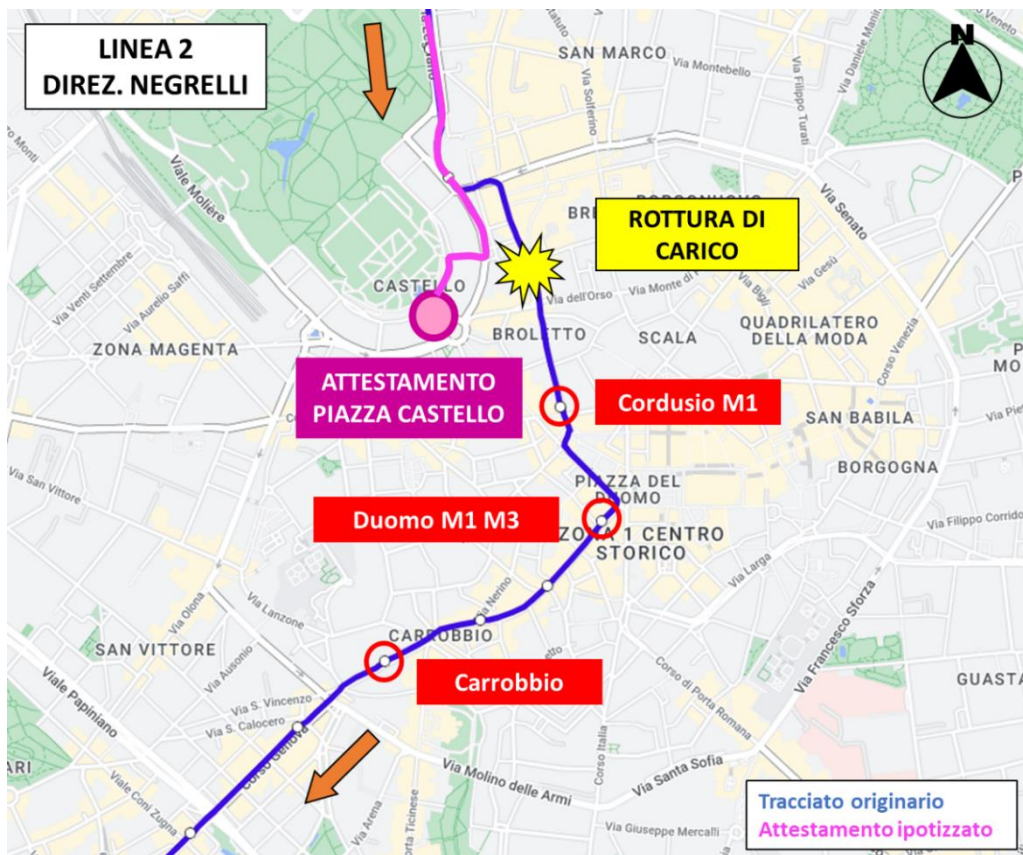 LINEA 2
DIREZ. NEGRELLI
N
SAN MARCO
Via Montebello
Via Solferino
Via Filippo Turati
Via Daniele Manin
Viale Molière
Via Senato
ROTTURA DI
CARICO
CASTELLO
Via dell'Orso
Via Monte di
Via Bigli
Via Gesù
Via Venti Settembre
Via Aurelio Saffi
BROLETTO
SCALA
QUADRILATERO
DELLA MODA
Corso Venezia
ZONA MAGENTA
ATTESTAMENTO
PIAZZA CASTELLO
Cordusio M1
SAN BABILA
BORGOGNA
Via San Vittore
PIAZZA DEL
DUOMO
Duomo M1 M3
ZONA 1 CENTRO
STORICO
Via Filippo Corrido
Via Larga
Via Francesco Sforza
Via Olona
Via Lanzone
Via Nerino
CARROBBIO
SAN VITTORE
Via Ausonio
Carrobbio
Corso di Porta Romana
GUASTA
Viale Papiniano
Via S. Vincenzo
Via S. Calocero
Corso Genova
Corso Italia
Via Santa Sofia
Via Molino delle Armi
ARI
Viale Coni Zugna
Via Arena
Porta Ticinese
Via Giuseppe Mercalli
Tracciato originario
Attestamento ipotizzato